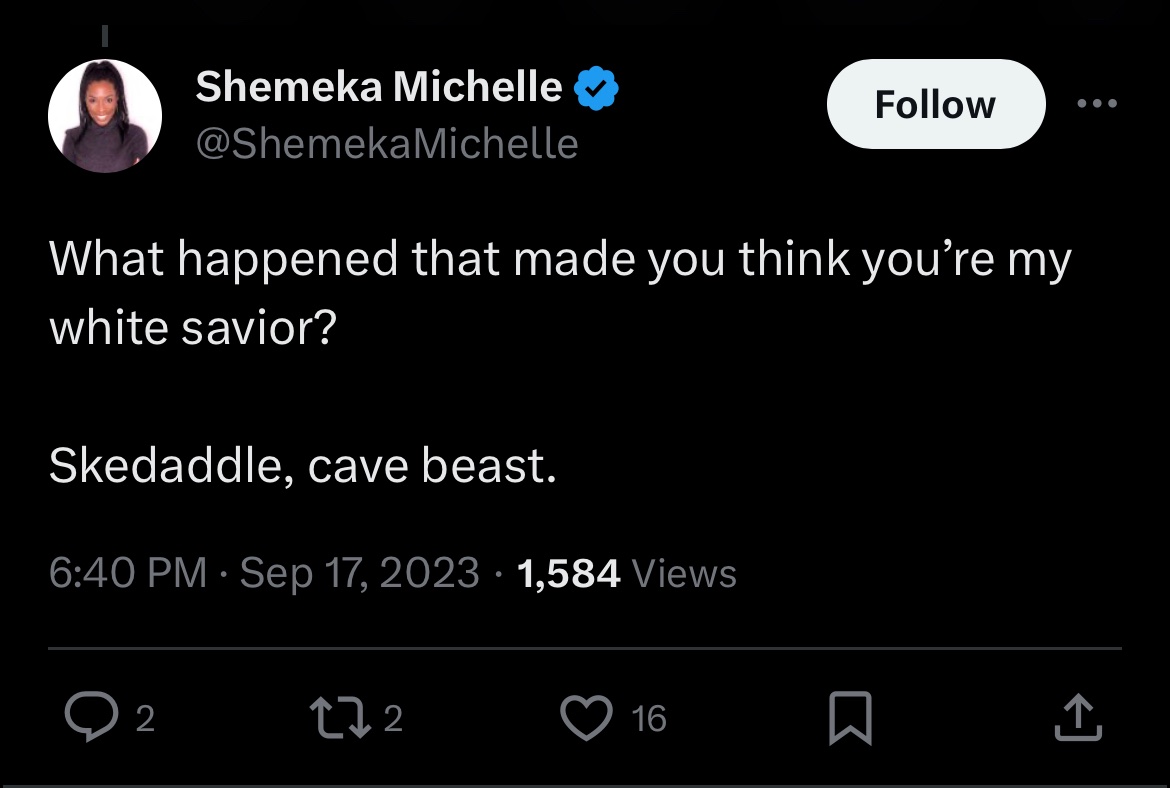 Shemeka Michelle
@ShemekaMichelle
Follow
What happened that made you think you’re my
white savior?
Skedaddle, cave beast.
6:40 PM · Sep 17, 2023 · 1,584 Views
2 2 16